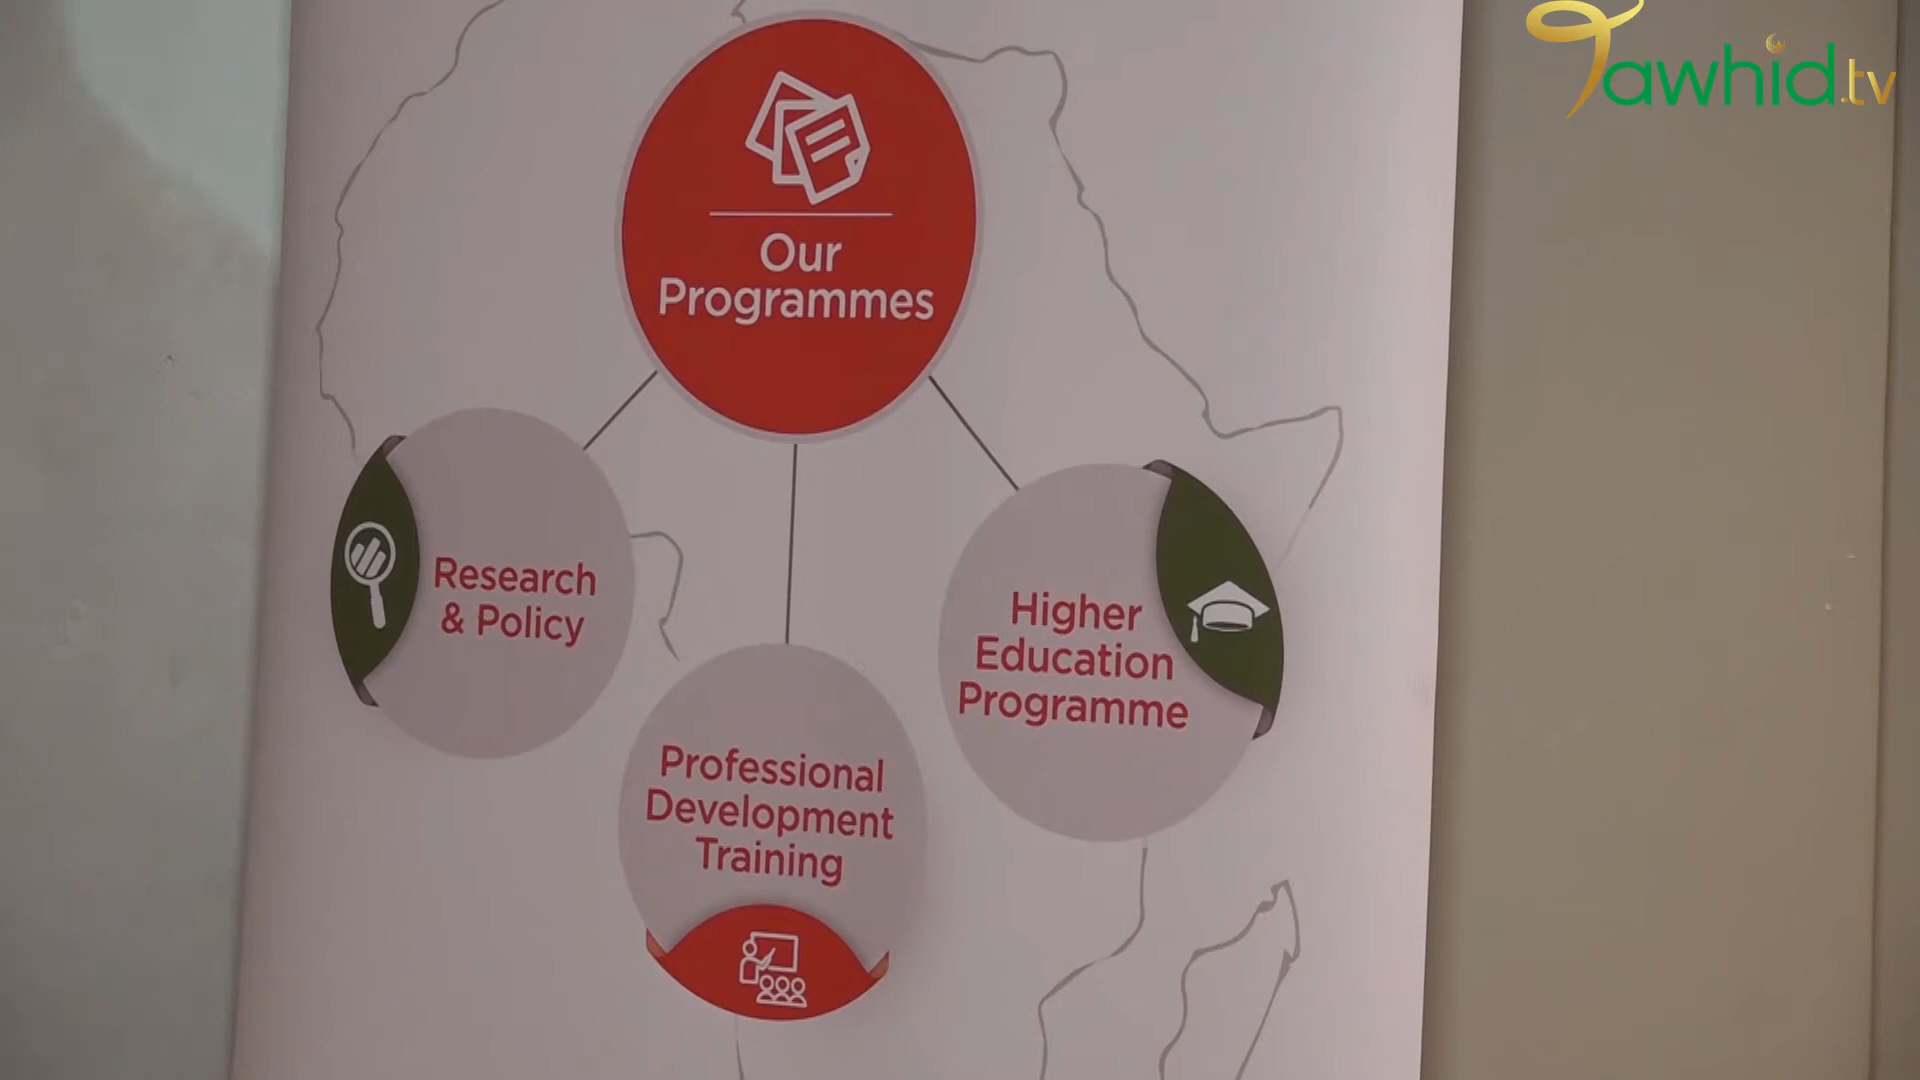 Tawhid.tv
Our
Programmes
Research
& Policy
Higher
Education
Programme
Professional
Development
Training